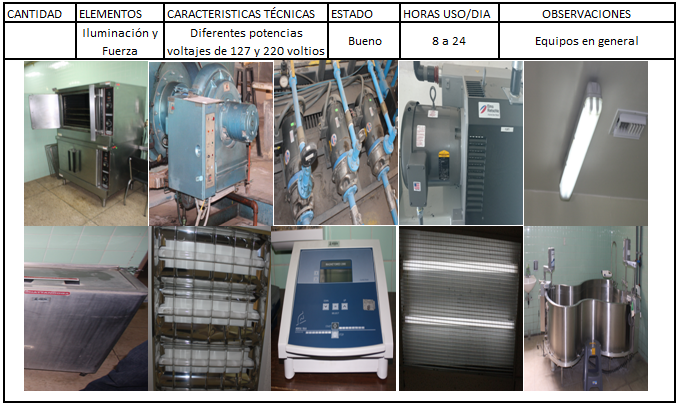 CANTIDAD ELEMENTOS CARACTERISTICAS TÉCNICAS ESTADO HORAS USO/DIA OBSERVACIONES
Iluminación y Fuerza Diferentes potencias voltajes de 127 y 220 voltios Bueno 8 a 24 Equipos en general